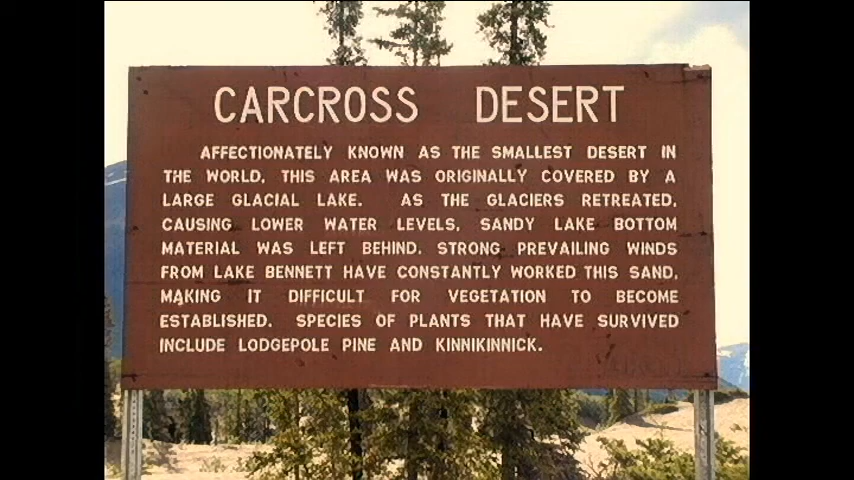 CARCROSS DESERT
AFFECTIONATELY KNOWN AS THE SMALLEST DESERT IN
THE WORLD, THIS AREA WAS ORIGINALLY COVERED BY A
LARGE GLACIAL LAKE. AS THE GLACIERS RETREATED,
CAUSING LOWER WATER LEVELS, SANDY LAKE BOTTOM
MATERIAL WAS LEFT BEHIND. STRONG PREVAILING WINDS
FROM LAKE BENNETT HAVE CONSTANTLY WORKED THIS SAND,
MAKING IT DIFFICULT FOR VEGETATION TO BECOME
ESTABLISHED. SPECIES OF PLANTS THAT HAVE SURVIVED
INCLUDE LODGEPOLE PINE AND KINNIKINNICK.